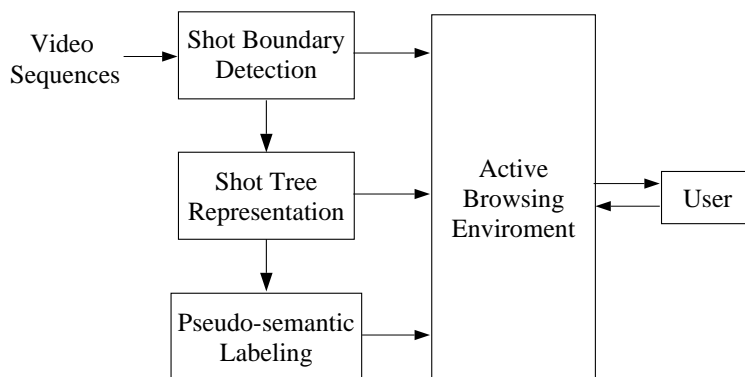 Video
Sequences
Shot Boundary
Detection
Shot Tree
Representation
Pseudo-semantic
Labeling
Active
Browsing
Enviroment
User